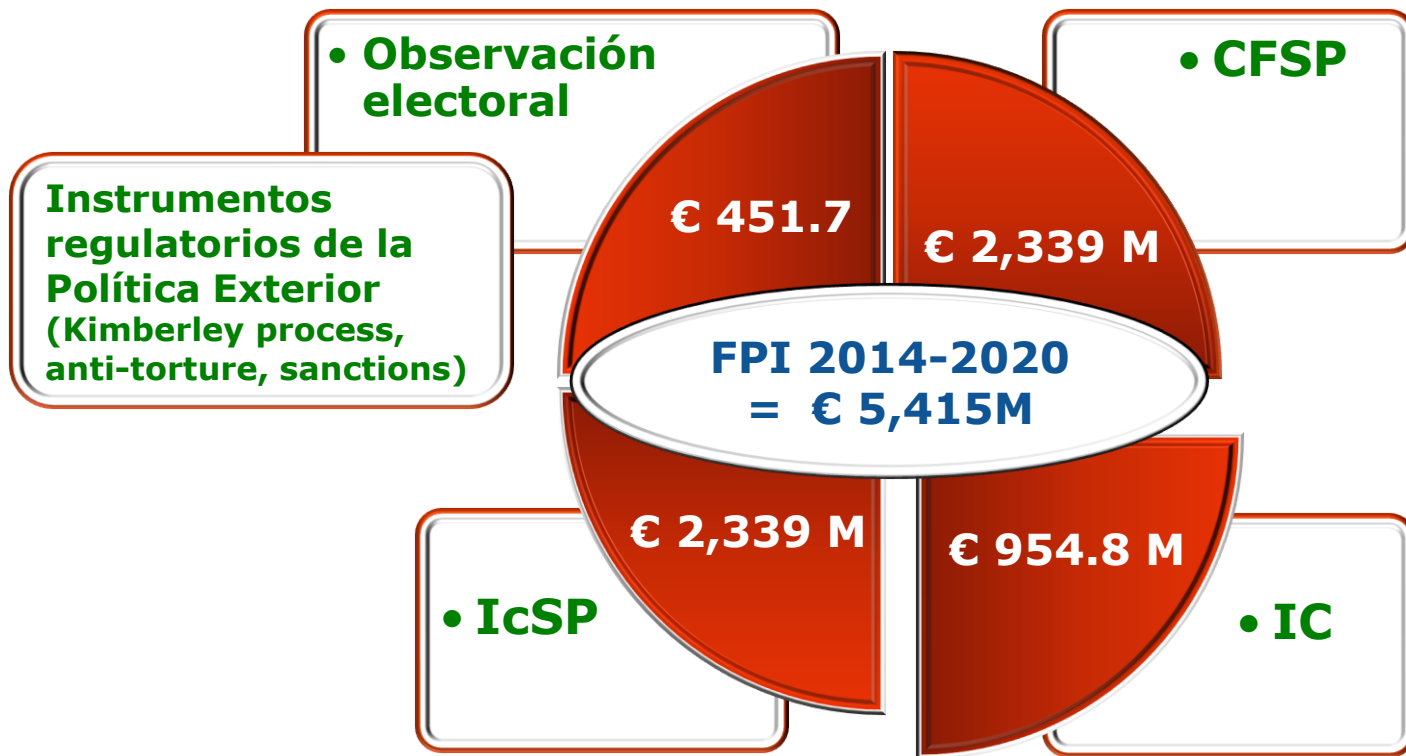 • Observación
electoral
• CFSP
Instrumentos
regulatorios de la
Política Exterior
(Kimberley process,
anti-torture, sanctions)
€ 451.7
€ 2,339 M
FPI 2014-2020
= € 5,415M
€ 2,339 M
€ 954.8 M
• IcSP
• IC